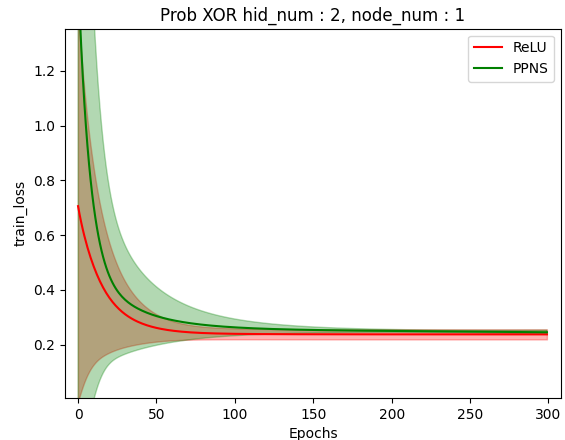 Prob XOR hid_num : 2, node_num : 1
ReLU
PPNS
train_loss
1.2
1.0
0.8
0.6
0.4
0.2
0 50 100 150 200 250 300
Epochs